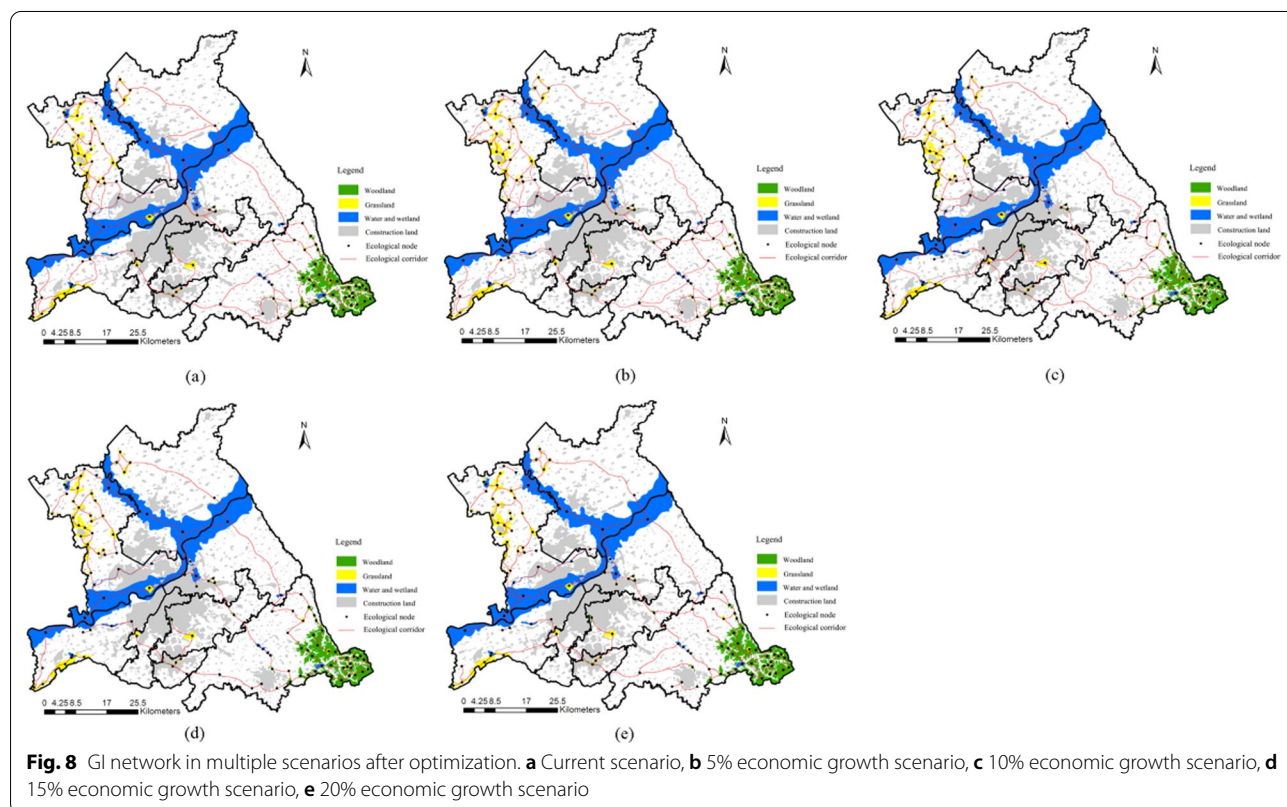 N
Legend
Woodland
Grassland
Water and wetland
Construction land
Ecological node
Ecological corridor
0 4.25 8.5 17 25.5
Kilometers
(a)
N
Legend
Woodland
Grassland
Water and wetland
Construction land
Ecological node
Ecological corridor
0 4.25 8.5 17 25.5
Kilometers
(b)
N
Legend
Woodland
Grassland
Water and wetland
Construction land
Ecological node
Ecological corridor
0 4.25 8.5 17 25.5
Kilometers
(c)
N
Legend
Woodland
Grassland
Water and wetland
Construction land
Ecological node
Ecological corridor
0 4.25 8.5 17 25.5
Kilometers
(d)
N
Legend
Woodland
Grassland
Water and wetland
Construction land
Ecological node
Ecological corridor
0 4.25 8.5 17 25.5
Kilometers
(e)
Fig. 8 GI network in multiple scenarios after optimization. a Current scenario, b 5% economic growth scenario, c 10% economic growth scenario, d
15% economic growth scenario, e 20% economic growth scenario